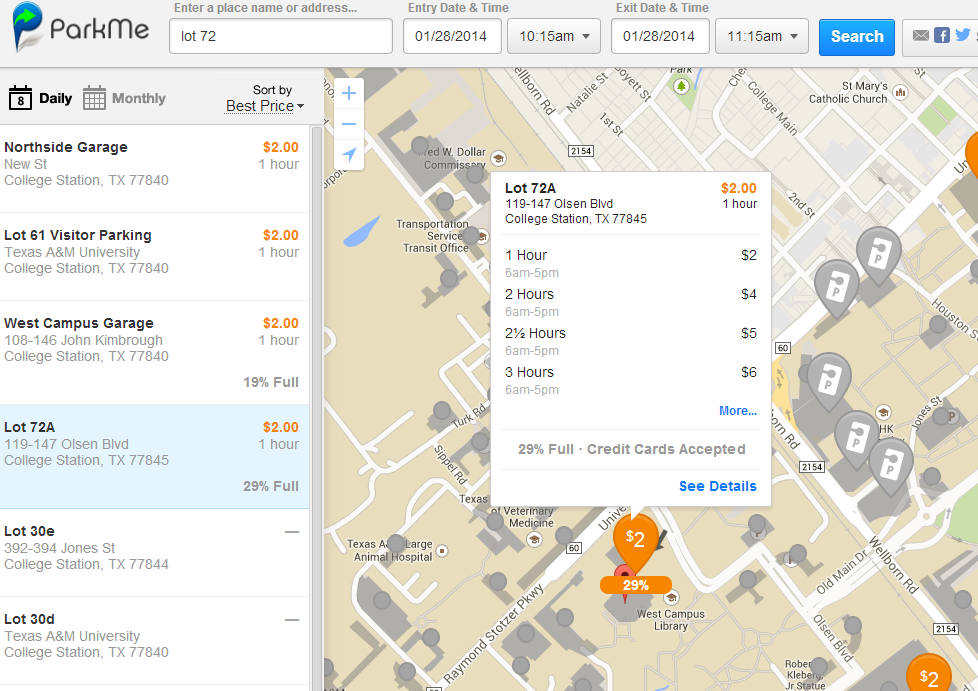 ParkMe
Enter a place name or address...
lot 72
Entry Date & Time
01/28/2014
10:15am
Exit Date & Time
01/28/2014
11:15am
Search
8
Daily
Monthly
Sort by
Best Price
Northside Garage
$2.00
New St
1 hour
College Station, TX 77840
Lot 61 Visitor Parking
$2.00
Texas A&M University
1 hour
College Station, TX 77840
West Campus Garage
$2.00
108-146 John Kimbrough
1 hour
College Station, TX 77840
19% Full
Lot 72A
$2.00
119-147 Olsen Blvd
1 hour
College Station, TX 77845
29% Full
Lot 30e
—
392-394 Jones St
College Station, TX 77844
Lot 30d
—
Texas A&M University
College Station, TX 77840
+
−
Wellborn Rd
Natalie St
Boyett St
1st St
Park
College Main
St Mary's
Catholic Church
2154
Fred W. Dollar
Commissary
2nd St
Transportation
Service
Transit Office
Lot 72A
$2.00
119-147 Olsen Blvd
1 hour
College Station, TX 77845
1 Hour
$2
6am-5pm
2 Hours
$4
6am-5pm
2½ Hours
$5
6am-5pm
3 Hours
$6
6am-5pm
More...
29% Full · Credit Cards Accepted
See Details
P
P
P
P
P
Houston St
60
Jones St
P
HK
2154
Turk Rd
Sippel Rd
Texas
of Veterinary
Medicine
Texas A&M Large
Animal Hospital
60
$2
29%
West Campus
Library
Raymond Stotzer Pkwy
Old Main Dr
Wellborn Rd
Olsen Blvd
2154
$2
60
Jr Statue